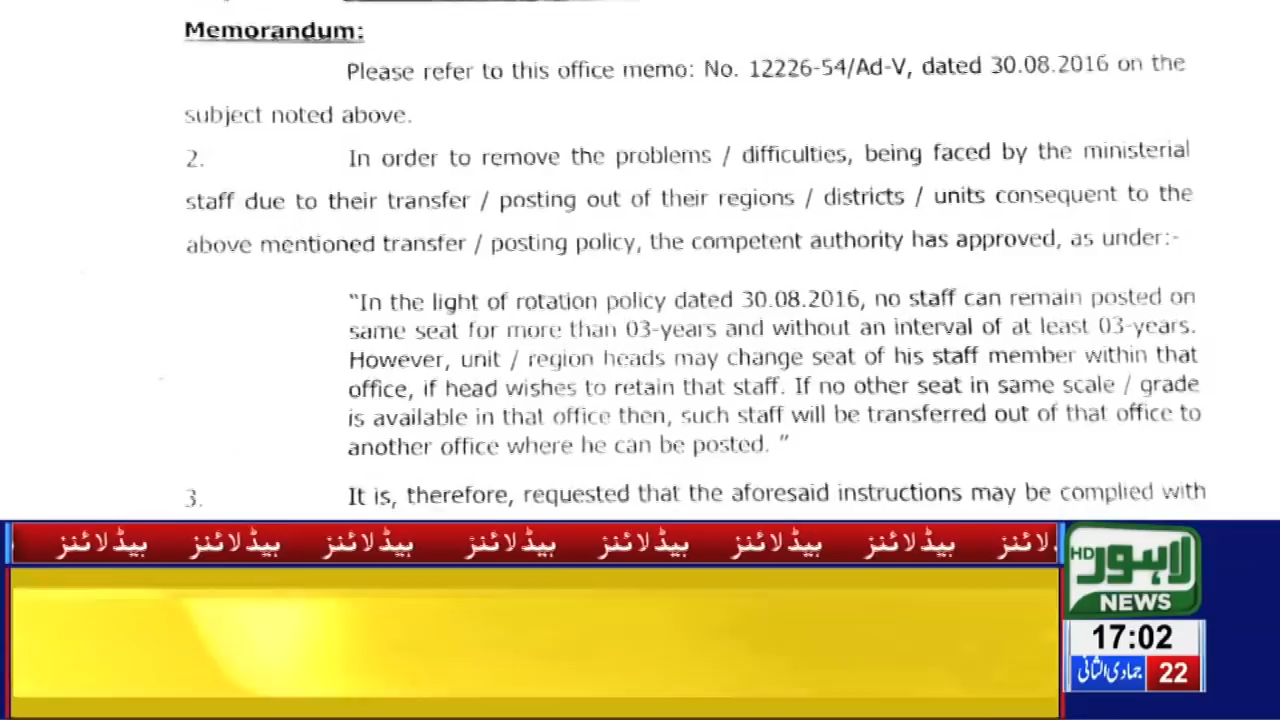 Memorandum:
Please refer to this office memo: No. 12226-54/Ad-V, dated 30.08.2016 on the
subject noted above.
2. In order to remove the problems / difficulties, being faced by the ministerial
staff due to their transfer / posting out of their regions / districts / units consequent to the
above mentioned transfer / posting policy, the competent authority has approved, as under:-
“In the light of rotation policy dated 30.08.2016, no staff can remain posted on
same seat for more than 03-years and without an interval of at least 03-years.
However, unit / region heads may change seat of his staff member within that
office, if head wishes to retain that staff. If no other seat in same scale / grade
is available in that office then, such staff will be transferred out of that office to
another office where he can be posted. ”
3. It is, therefore, requested that the aforesaid instructions may be complied with
ہیڈلائنز ہیڈلائنز ہیڈلائنز ہیڈلائنز ہیڈلائنز ہیڈلائنز ہیڈلائنز لائنز
HD لاہور
NEWS
17:02
جمادی الثانی 22